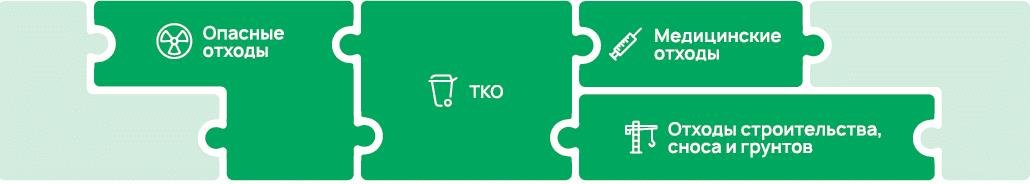 Опасные
отходы
ТКО
Медицинские
отходы
Отходы строительства,
сноса и грунтов